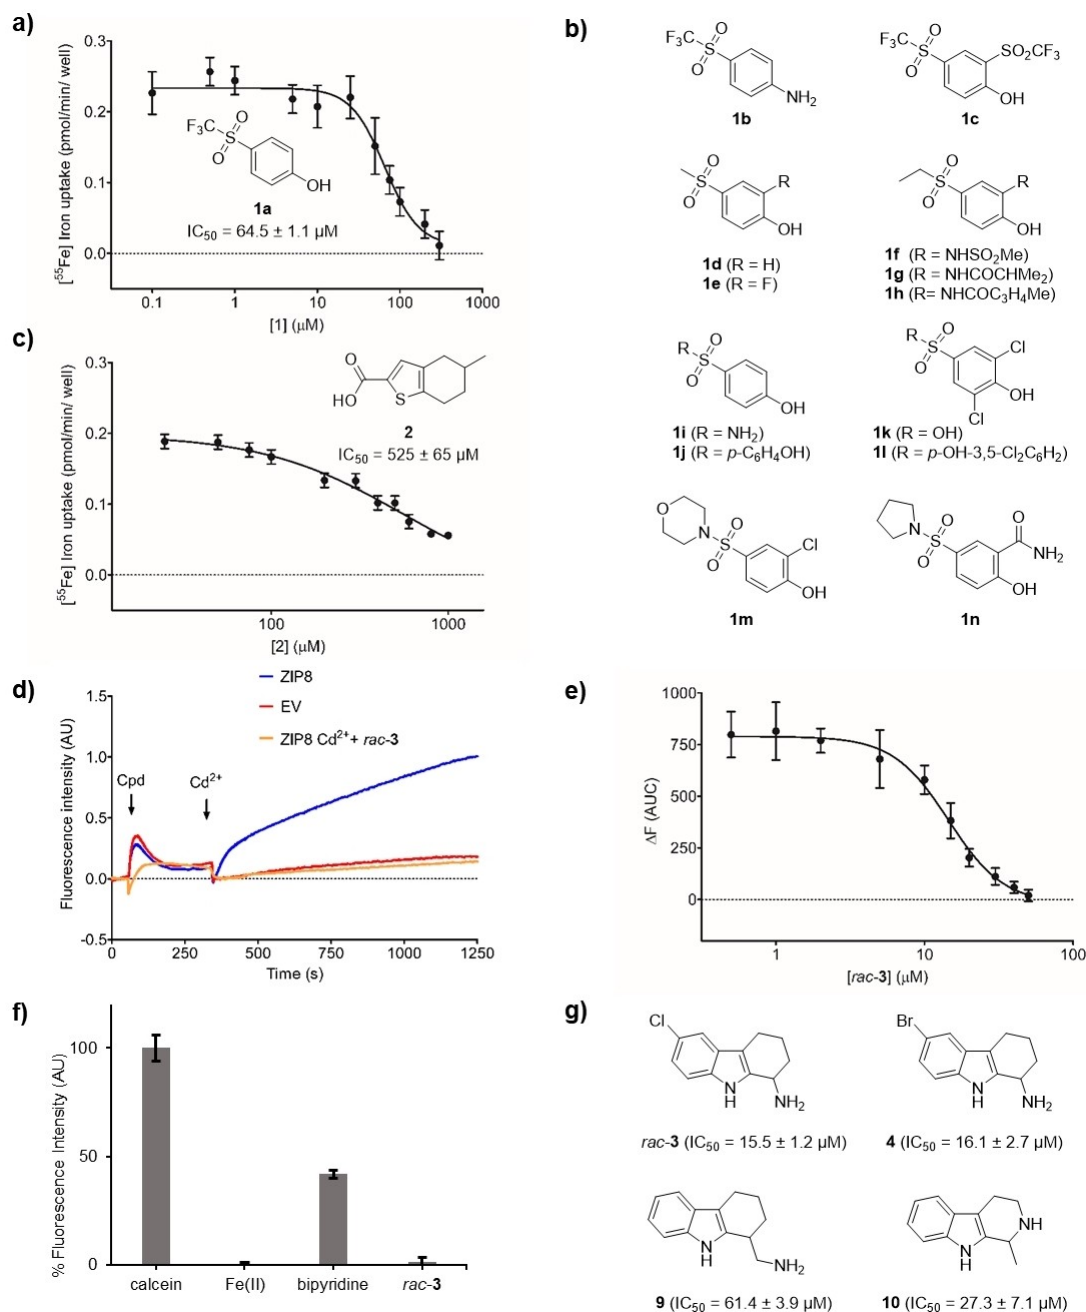 a)
0.3
0.2
0.1
0.0
[⁵⁵Fe] Iron uptake (pmol/min/ well)
F₃C
O
S
O
OH
1a
IC₅₀ = 64.5 ± 1.1 µM
0.1
1
10
100
1000
[1] (µM)
b)
F₃C
O
S
O
NH₂
1b
F₃C
O
S
O
SO₂CF₃
OH
1c
O
S
O
R
OH
1d (R = H)
1e (R = F)
O
S
O
R
OH
1f (R = NHSO₂Me)
1g (R = NHCOCHMe₂)
1h (R= NHCOC₃H₄Me)
R
O
S
O
OH
1i (R = NH₂)
1j (R = p-C₆H₄OH)
R
O
S
O
Cl
OH
Cl
1k (R = OH)
1l (R = p-OH-3,5-Cl₂C₆H₂)
O
N
O
S
O
Cl
OH
1m
N
O
S
O
O
NH₂
OH
1n
c)
0.3
0.2
0.1
0.0
[⁵⁵Fe] Iron uptake (pmol/min/ well)
O
HO
S
2
IC₅₀ = 525 ± 65 µM
100
1000
[2] (µM)
d)
ZIP8
EV
ZIP8 Cd²⁺+ rac-3
1.5
1.0
0.5
0.0
-0.5
Fluorescence intensity (AU)
Cpd
Cd²⁺
0
250
500
750
1000
1250
Time (s)
e)
1000
750
500
250
0
ΔF (AUC)
1
10
100
[rac-3] (µM)
f)
100
50
0
% Fluorescence Intensity (AU)
calcein
Fe(II)
bipyridine
rac-3
g)
Cl
N
H
NH₂
rac-3 (IC₅₀ = 15.5 ± 1.2 µM)
Br
N
H
NH₂
4 (IC₅₀ = 16.1 ± 2.7 µM)
N
H
NH₂
9 (IC₅₀ = 61.4 ± 3.9 µM)
NH
N
H
10 (IC₅₀ = 27.3 ± 7.1 µM)